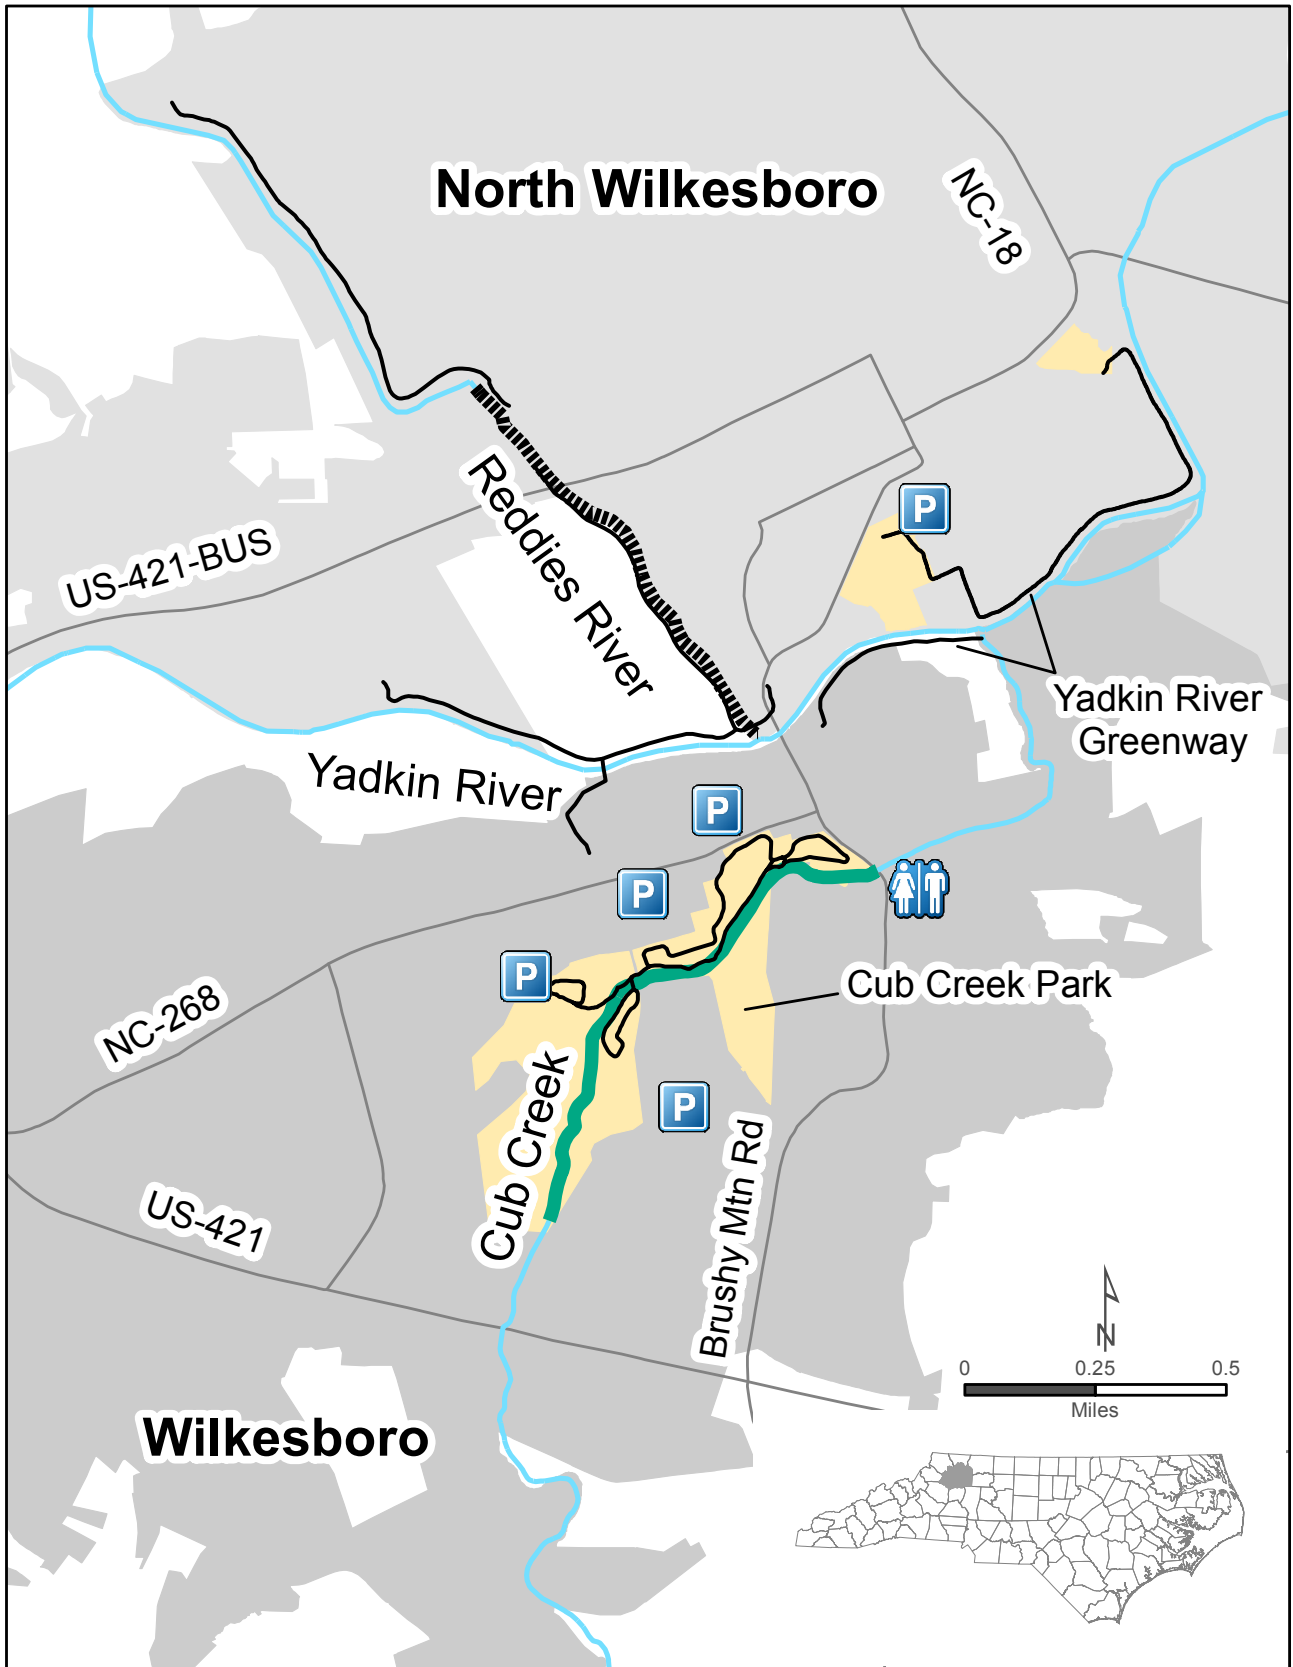 North Wilkesboro
NC-18
P
Reddies River
US-421-BUS
Yadkin River
Greenway
Yadkin River
P
P
P
Cub Creek Park
NC-268
Cub Creek
P
Brushy Mtn Rd
US-421
N
0 0.25 0.5
Miles
Wilkesboro